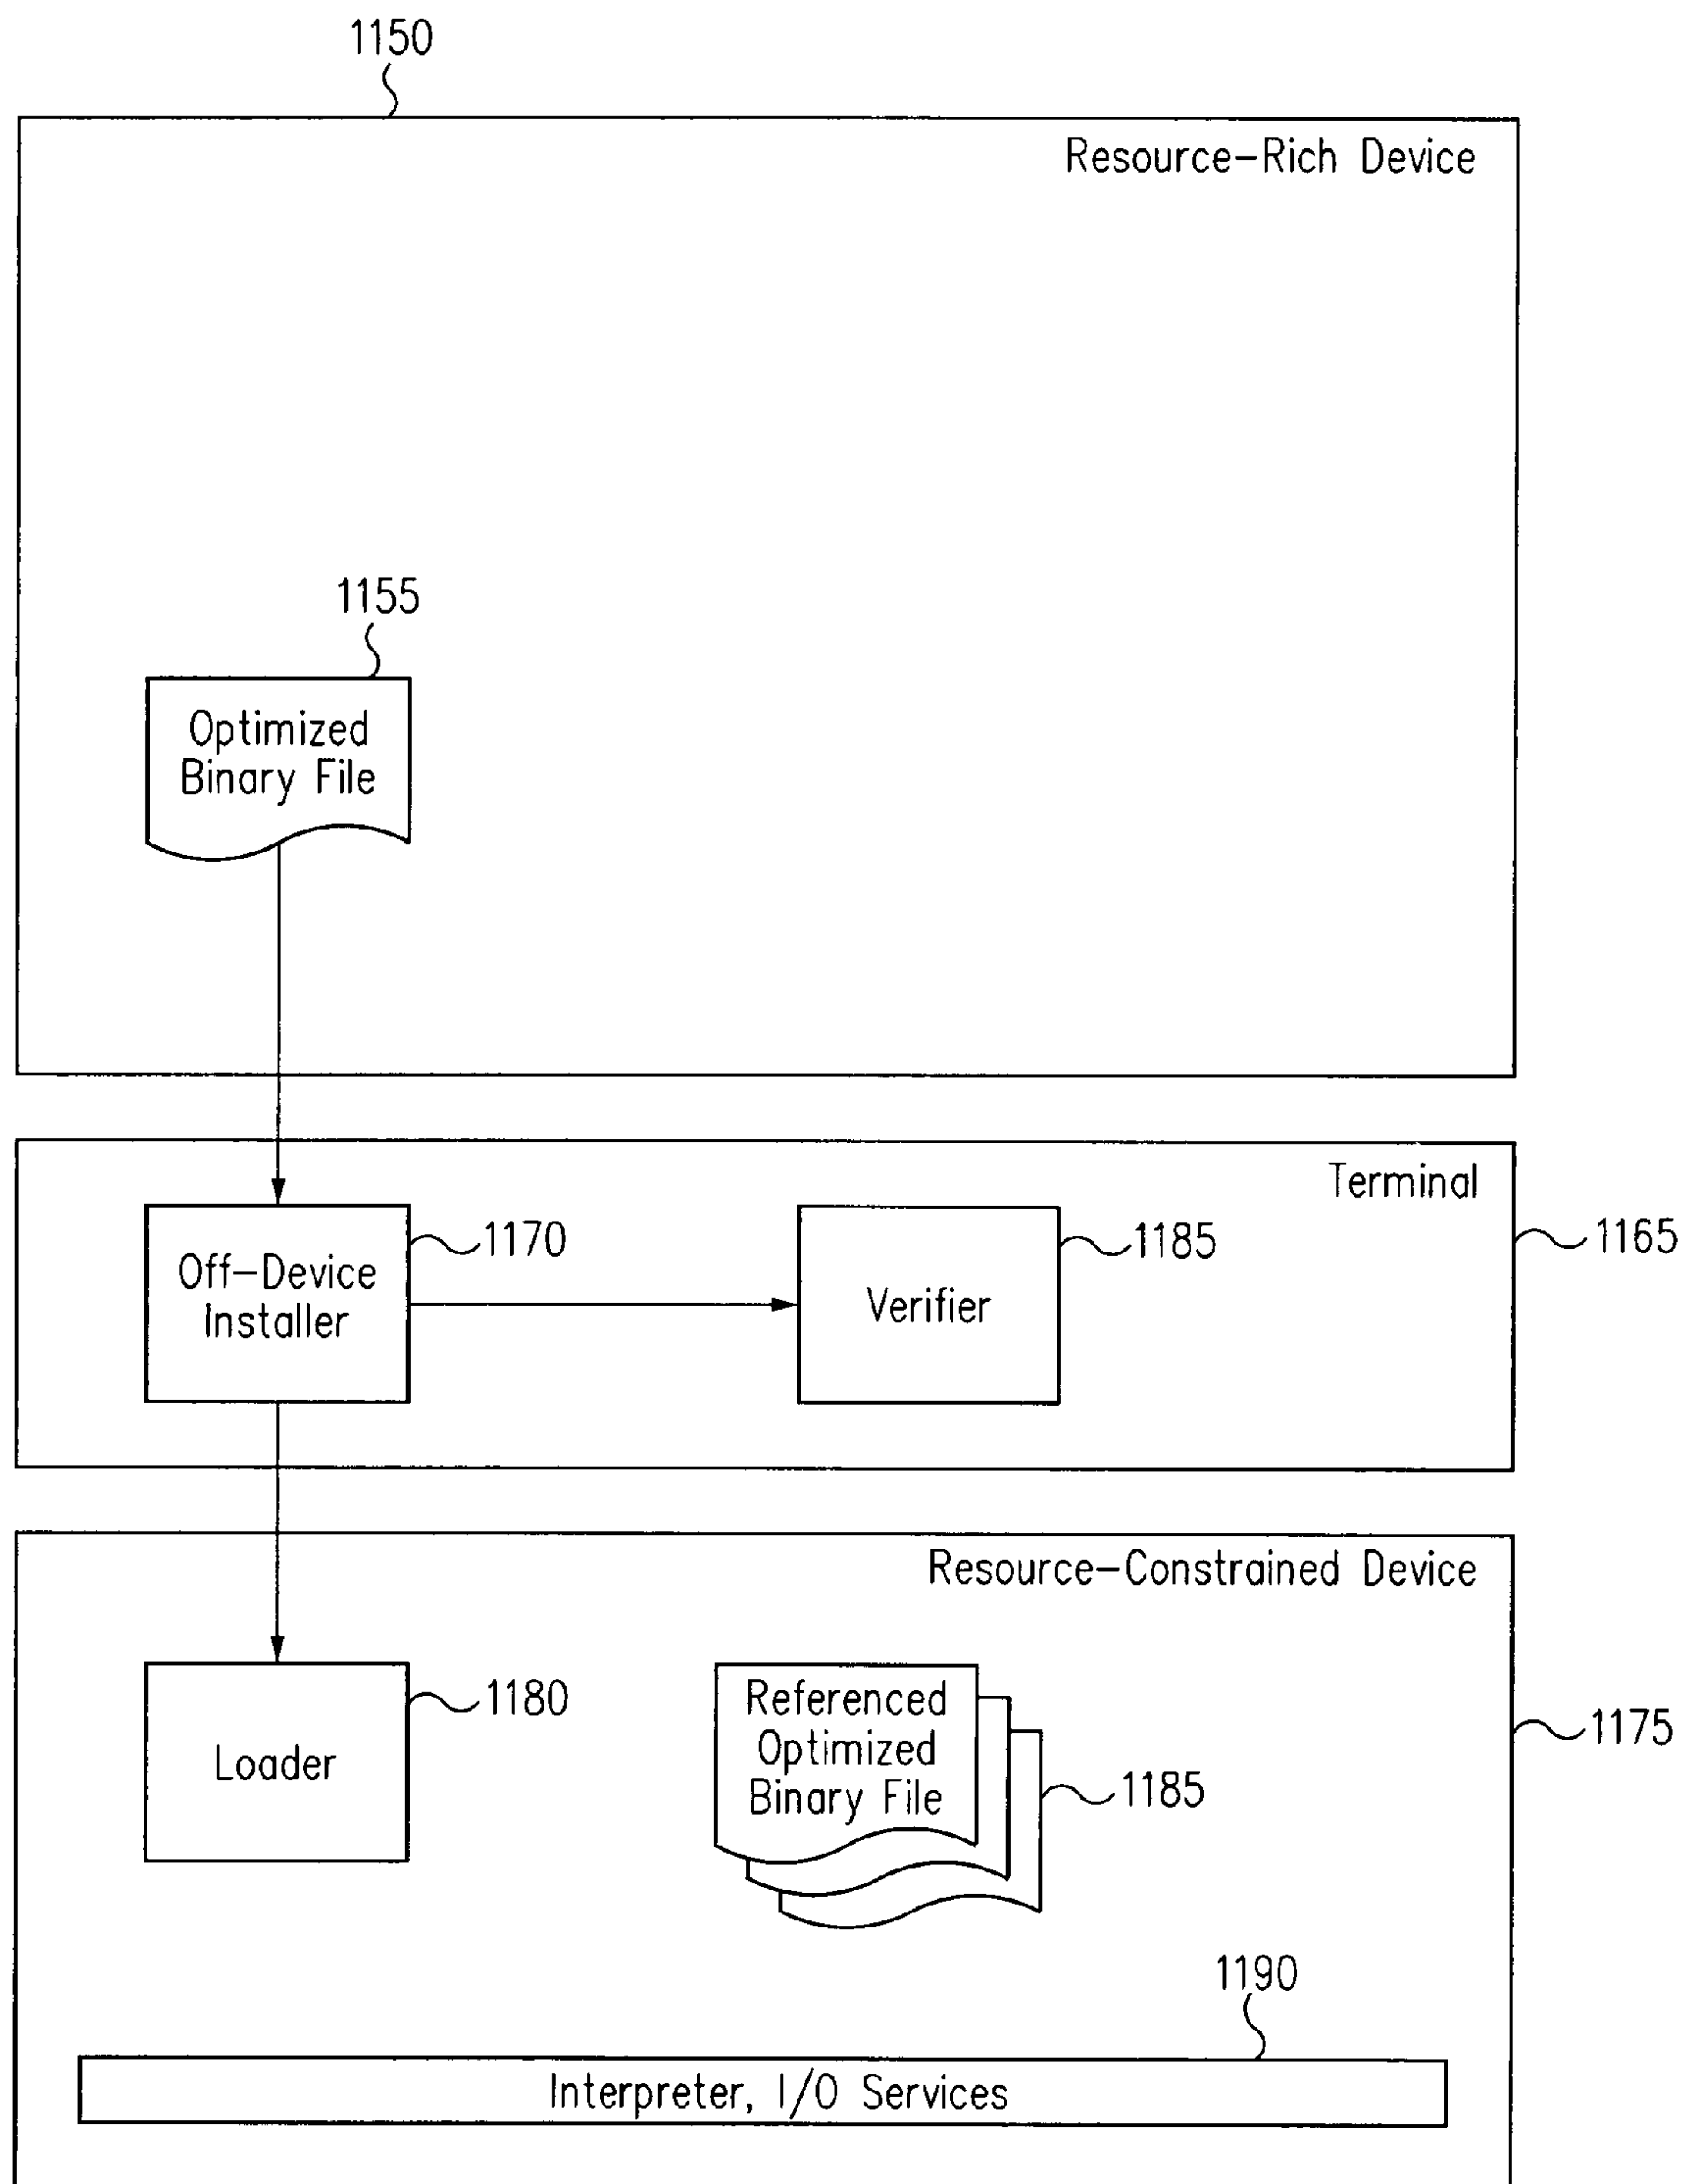 1150
Resource-Rich Device
1155
Optimized
Binary File
Terminal
1165
1170
Off-Device
Installer
1185
Verifier
Resource-Constrained Device
1175
1180
Loader
Referenced
Optimized
Binary File
1185
1190
Interpreter, I/O Services